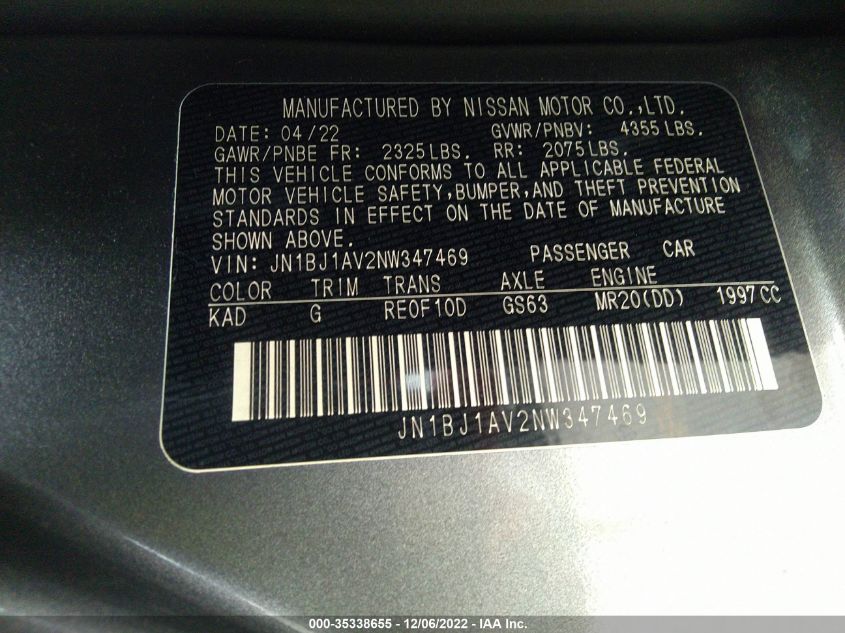 MANUFACTURED BY NISSAN MOTOR CO.,LTD.
DATE: 04/22 GVWR/PNBV: 4355 LBS.
GAWR/PNBE FR: 2325 LBS. RR: 2075 LBS.
THIS VEHICLE CONFORMS TO ALL APPLICABLE FEDERAL
MOTOR VEHICLE SAFETY,BUMPER,AND THEFT PREVENTION
STANDARDS IN EFFECT ON THE DATE OF MANUFACTURE
SHOWN ABOVE.
VIN: JN1BJ1AV2NW347469 PASSENGER CAR
COLOR TRIM TRANS AXLE ENGINE
KAD G RE0F10D GS63 MR20(DD) 1997 CC
JN1BJ1AV2NW347469
000-35338655 - 12/06/2022 - IAA Inc.